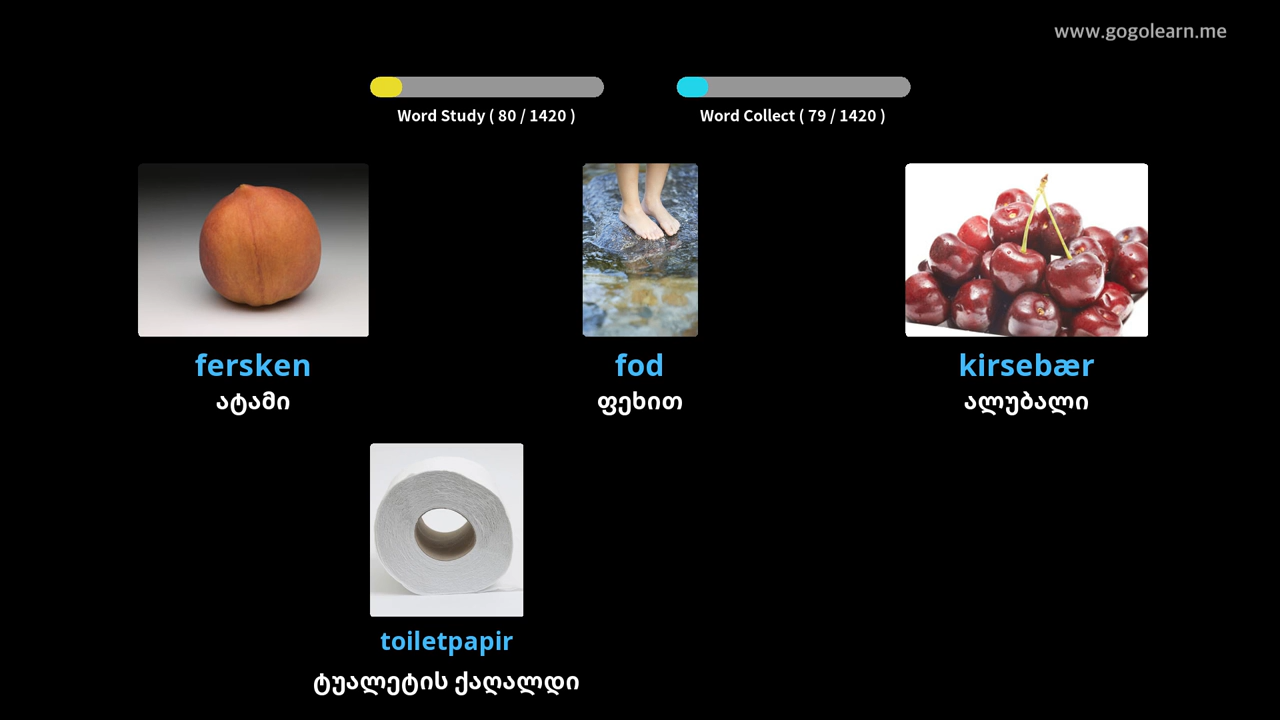 www.gogolearn.me
Word Study ( 80 / 1420 )
Word Collect ( 79 / 1420 )
fersken
ატამი
fod
ფეხით
kirsebær
ალუბალი
toiletpapir
ტუალეტის ქაღალდი